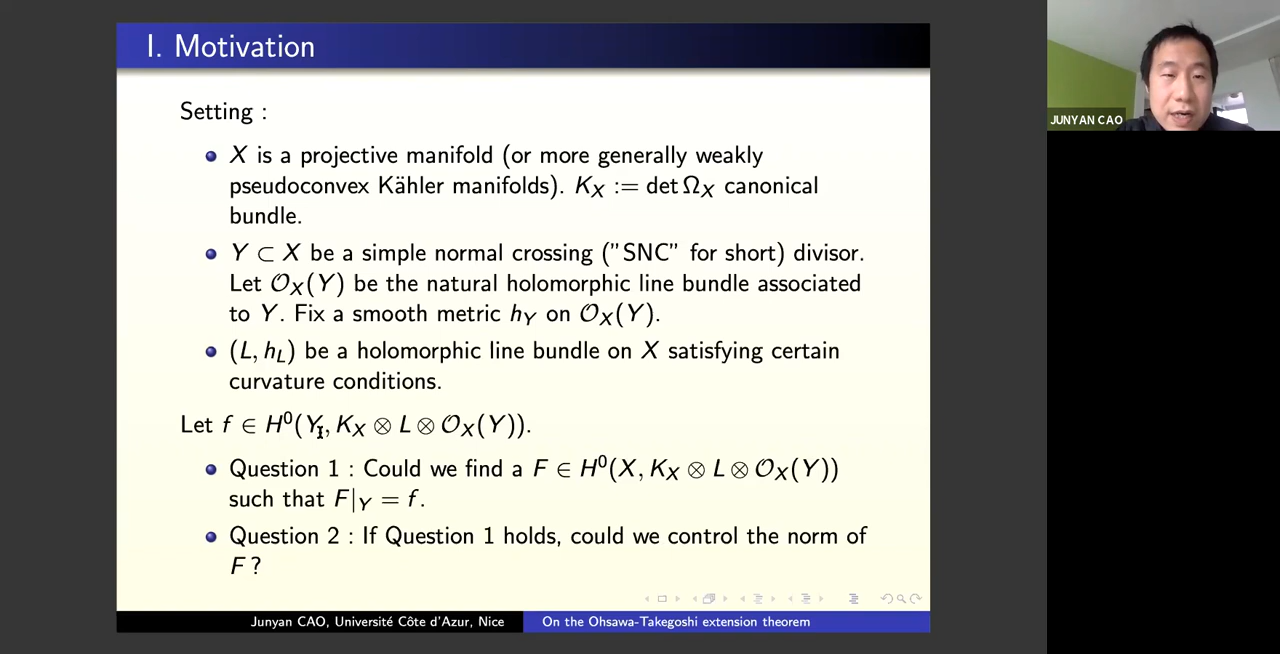 I. Motivation
JUNYAN CAO
Setting :
X is a projective manifold (or more generally weakly
pseudoconvex Kähler manifolds). K_X := det Ω_X canonical
bundle.
Y ⊂ X be a simple normal crossing ("SNC" for short) divisor.
Let 𝒪_X(Y) be the natural holomorphic line bundle associated
to Y. Fix a smooth metric h_Y on 𝒪_X(Y).
(L, h_L) be a holomorphic line bundle on X satisfying certain
curvature conditions.
Let f ∈ H⁰(Y, K_X ⊗ L ⊗ 𝒪_X(Y)).
Question 1 : Could we find a F ∈ H⁰(X, K_X ⊗ L ⊗ 𝒪_X(Y))
such that F|_Y = f.
Question 2 : If Question 1 holds, could we control the norm of
F ?
Junyan CAO, Université Côte d'Azur, Nice
On the Ohsawa-Takegoshi extension theorem